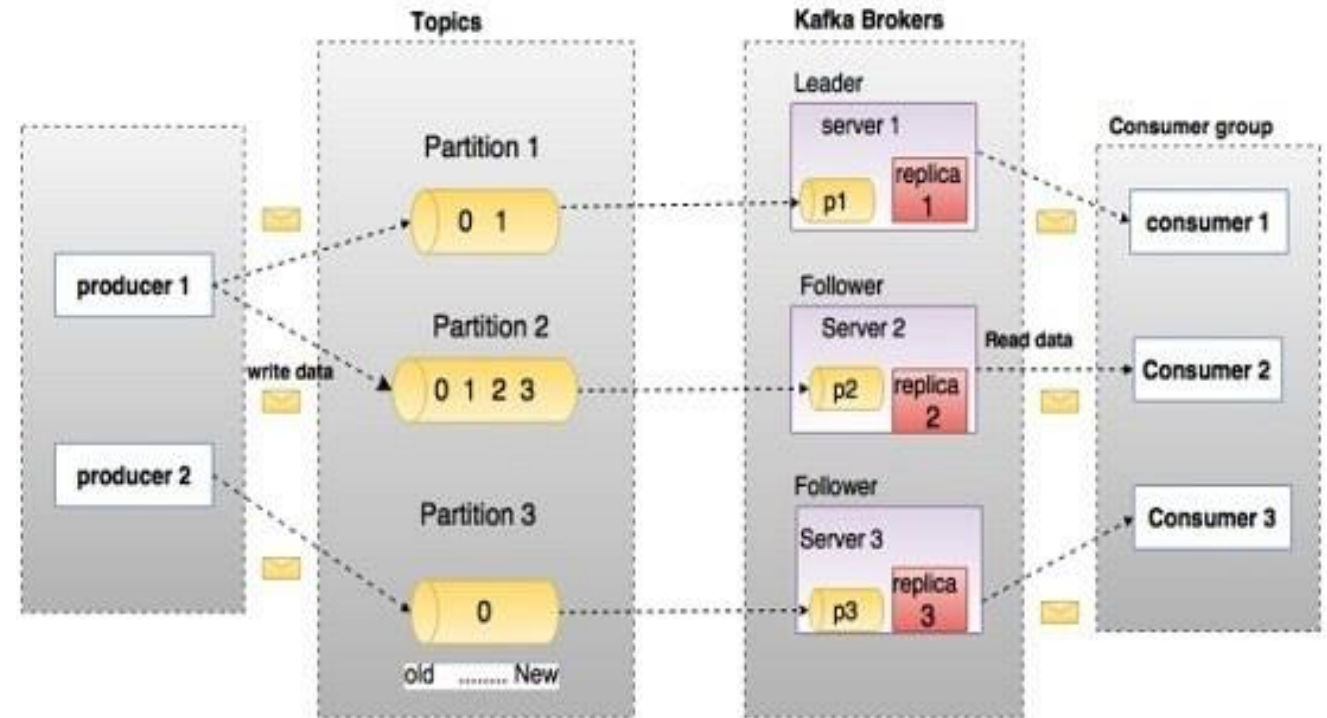 Topics
Kafka Brokers
Consumer group
producer 1
producer 2
write data
Partition 1
0 1
Partition 2
0 1 2 3
Partition 3
0
old ........ New
Leader
server 1
p1
replica
1
Follower
Server 2
p2
replica
2
Follower
Server 3
p3
replica
3
Read data
consumer 1
Consumer 2
Consumer 3